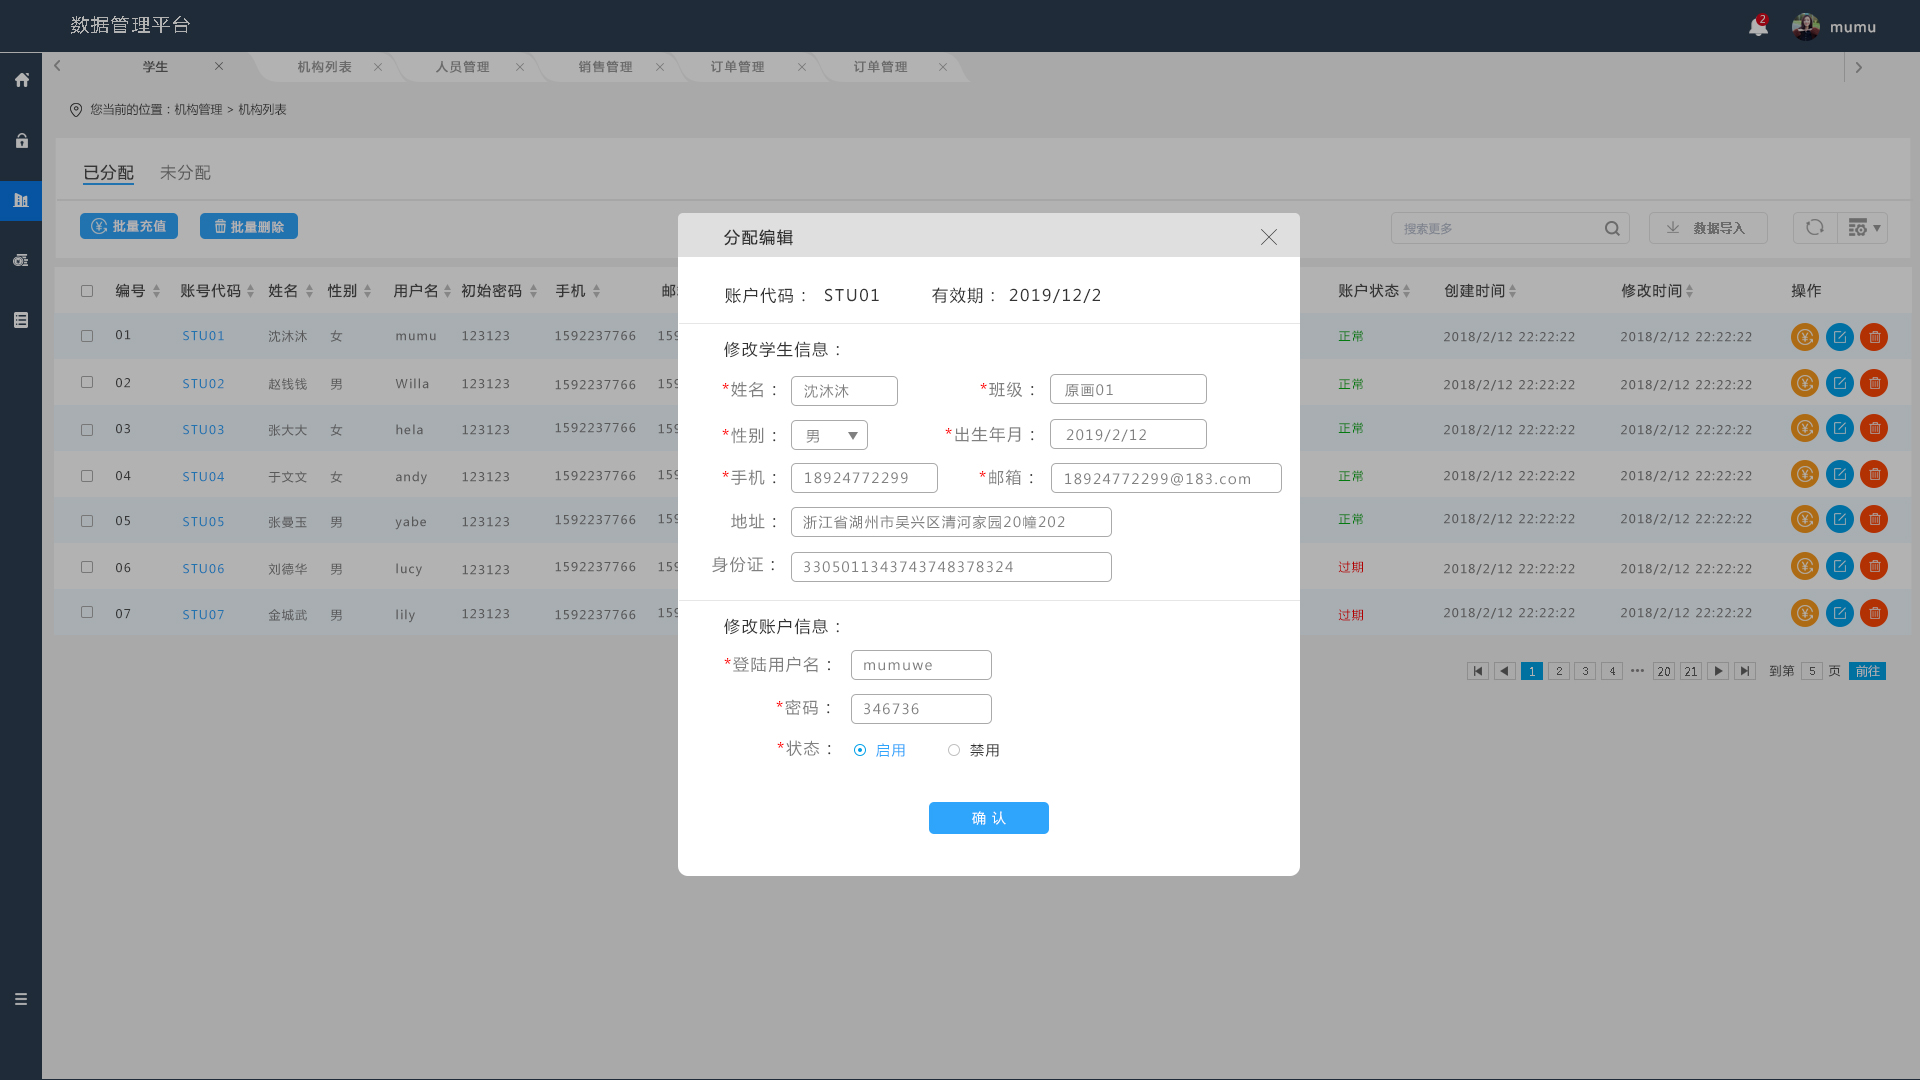 数据管理平台
2
mumu
学生
机构列表
人员管理
销售管理
订单管理
订单管理
您当前的位置：机构管理 > 机构列表
已分配
未分配
批量充值
批量删除
搜索更多
数据导入
编号 账号代码 姓名 性别 用户名 初始密码 手机 账户状态 创建时间 修改时间 操作
01 STU01 沈沐沐 女 mumu 123123 1592237766 159 正常 2018/2/12 22:22:22 2018/2/12 22:22:22
02 STU02 赵钱钱 男 Willa 123123 1592237766 159 正常 2018/2/12 22:22:22 2018/2/12 22:22:22
03 STU03 张大大 女 hela 123123 1592237766 159 正常 2018/2/12 22:22:22 2018/2/12 22:22:22
04 STU04 于文文 女 andy 123123 1592237766 159 正常 2018/2/12 22:22:22 2018/2/12 22:22:22
05 STU05 张曼玉 男 yabe 123123 1592237766 159 正常 2018/2/12 22:22:22 2018/2/12 22:22:22
06 STU06 刘德华 男 lucy 123123 1592237766 159 过期 2018/2/12 22:22:22 2018/2/12 22:22:22
07 STU07 金城武 男 lily 123123 1592237766 159 过期 2018/2/12 22:22:22 2018/2/12 22:22:22
1 2 3 4 ··· 20 21 到第 5 页 前往
分配编辑
账户代码： STU01 有效期： 2019/12/2
修改学生信息：
*姓名： 沈沐沐 *班级： 原画01
*性别： 男 *出生年月： 2019/2/12
*手机： 18924772299 *邮箱： 18924772299@183.com
地址： 浙江省湖州市吴兴区清河家园20幢202
身份证： 3305011343743748378324
修改账户信息：
*登陆用户名： mumuwe
*密码： 346736
*状态： 启用 禁用
确 认